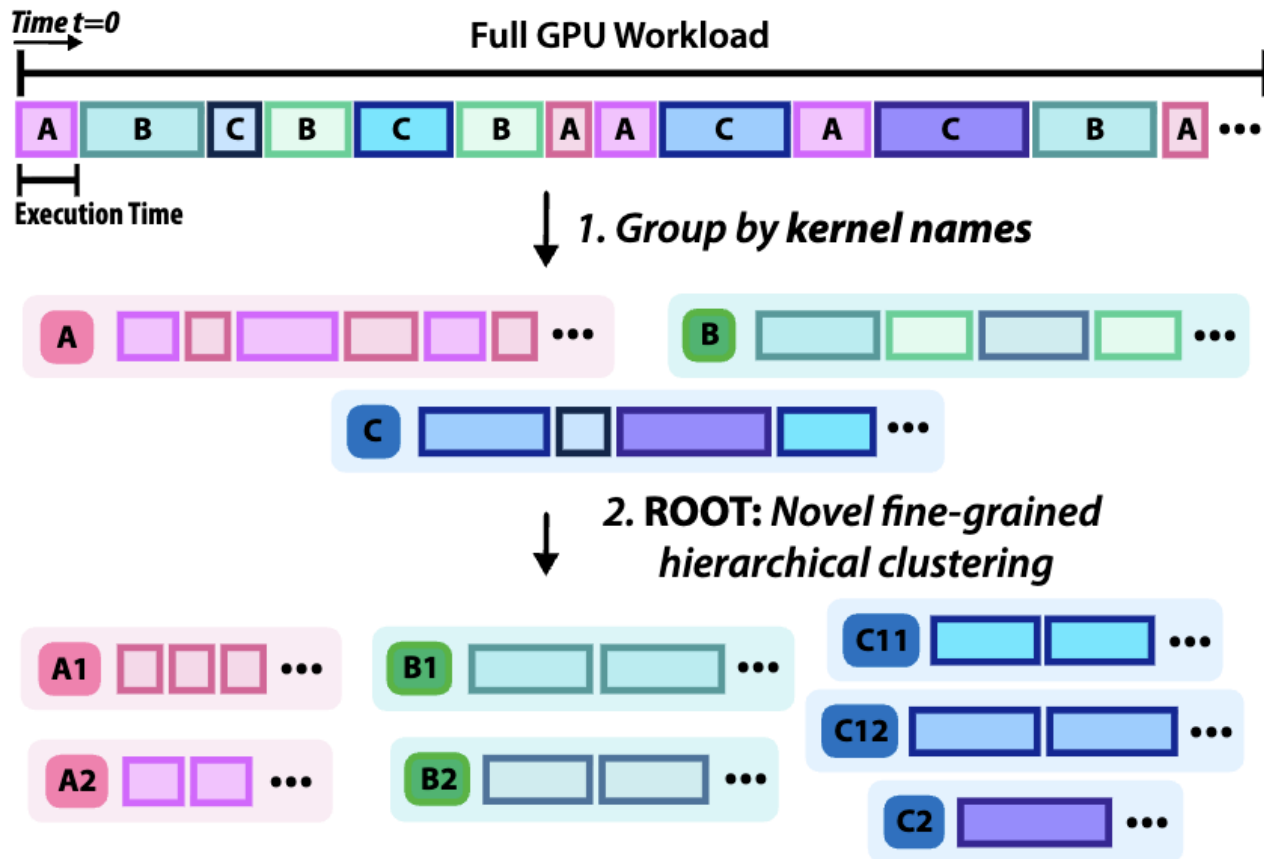 Time t=0
Full GPU Workload
A B C B C B A A C A C B A •••
Execution Time
1. Group by kernel names
A •••
B •••
C •••
2. ROOT: Novel fine-grained
hierarchical clustering
A1 •••
B1 •••
C11 •••
C12 •••
A2 •••
B2 •••
C2 •••